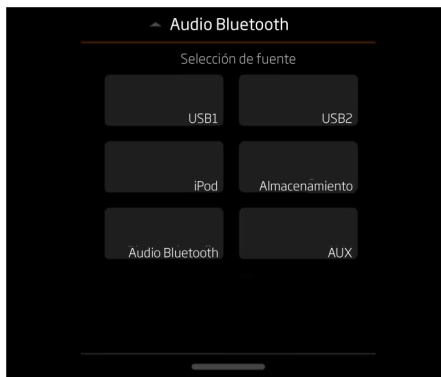 Audio Bluetooth
Selección de fuente
USB1
USB2
iPod
Almacenamiento
Audio Bluetooth
AUX